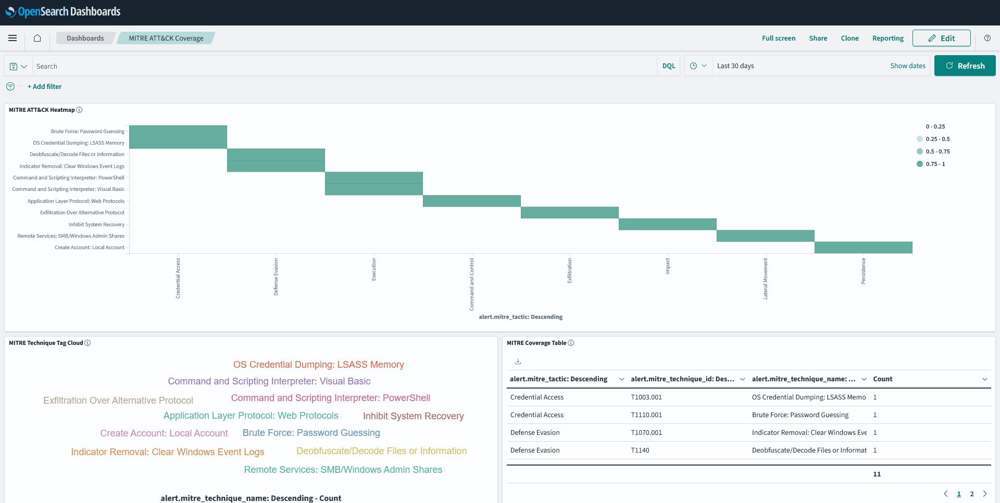 OpenSearch Dashboards
Dashboards
MITRE ATT&CK Coverage
Full screen
Share
Clone
Reporting
Edit
Search
DQL
Last 30 days
Show dates
Refresh
+ Add filter
MITRE ATT&CK Heatmap
Brute Force: Password Guessing
OS Credential Dumping: LSASS Memory
Deobfuscate/Decode Files or Information
Indicator Removal: Clear Windows Event Logs
Command and Scripting Interpreter: PowerShell
Command and Scripting Interpreter: Visual Basic
Application Layer Protocol: Web Protocols
Exfiltration Over Alternative Protocol
Inhibit System Recovery
Remote Services: SMB/Windows Admin Shares
Create Account: Local Account
Credential Access
Defense Evasion
Execution
Command and Control
Exfiltration
Impact
Lateral Movement
Persistence
alert.mitre_tactic: Descending
0 - 0.25
0.25 - 0.5
0.5 - 0.75
0.75 - 1
MITRE Technique Tag Cloud
OS Credential Dumping: LSASS Memory
Command and Scripting Interpreter: Visual Basic
Exfiltration Over Alternative Protocol
Command and Scripting Interpreter: PowerShell
Application Layer Protocol: Web Protocols
Inhibit System Recovery
Create Account: Local Account
Brute Force: Password Guessing
Indicator Removal: Clear Windows Event Logs
Deobfuscate/Decode Files or Information
Remote Services: SMB/Windows Admin Shares
alert.mitre_technique_name: Descending - Count
MITRE Coverage Table
alert.mitre_tactic: Descending alert.mitre_technique_id: Des... alert.mitre_technique_name: ... Count
Credential Access T1003.001 OS Credential Dumping: LSASS Memo 1
Credential Access T1110.001 Brute Force: Password Guessing 1
Defense Evasion T1070.001 Indicator Removal: Clear Windows Eve 1
Defense Evasion T1140 Deobfuscate/Decode Files or Informat 1
11
1 2